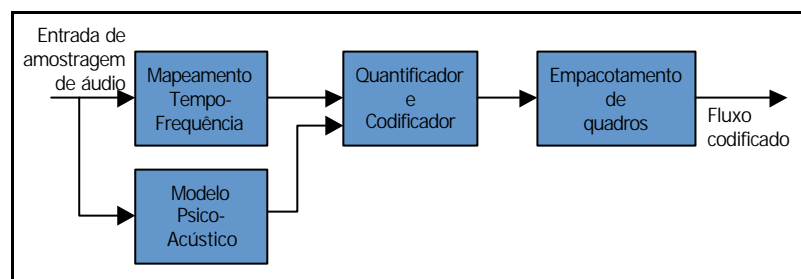 Entrada de
amostragem
de áudio
Mapeamento
Tempo-
Frequência
Quantificador
e
Codificador
Empacotamento
de
quadros
Fluxo
codificado
Modelo
Psico-
Acústico